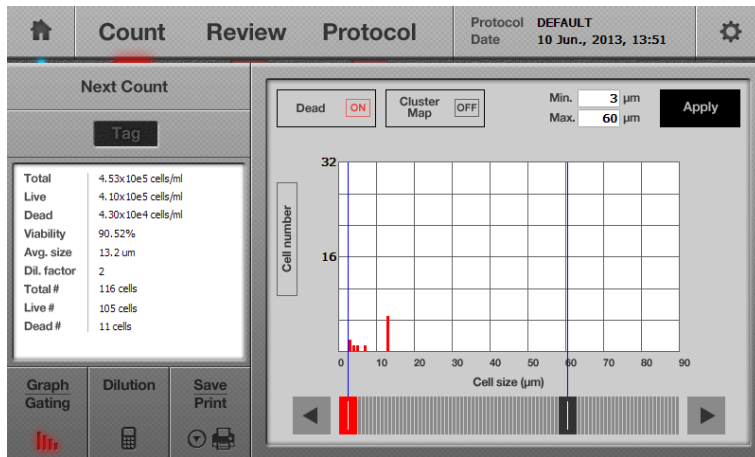 Count
Review
Protocol
Protocol DEFAULT
Date 10 Jun., 2013, 13:51
Next Count
Tag
Total 4.53x10e5 cells/ml
Live 4.10x10e5 cells/ml
Dead 4.30x10e4 cells/ml
Viability 90.52%
Avg. size 13.2 um
Dil. factor 2
Total # 116 cells
Live # 105 cells
Dead # 11 cells
Graph
Gating
Dilution
Save
Print
Dead ON
Cluster
Map
OFF
Min. 3 μm
Max. 60 μm
Apply
32
16
Cell number
0 10 20 30 40 50 60 70 80 90
Cell size (μm)